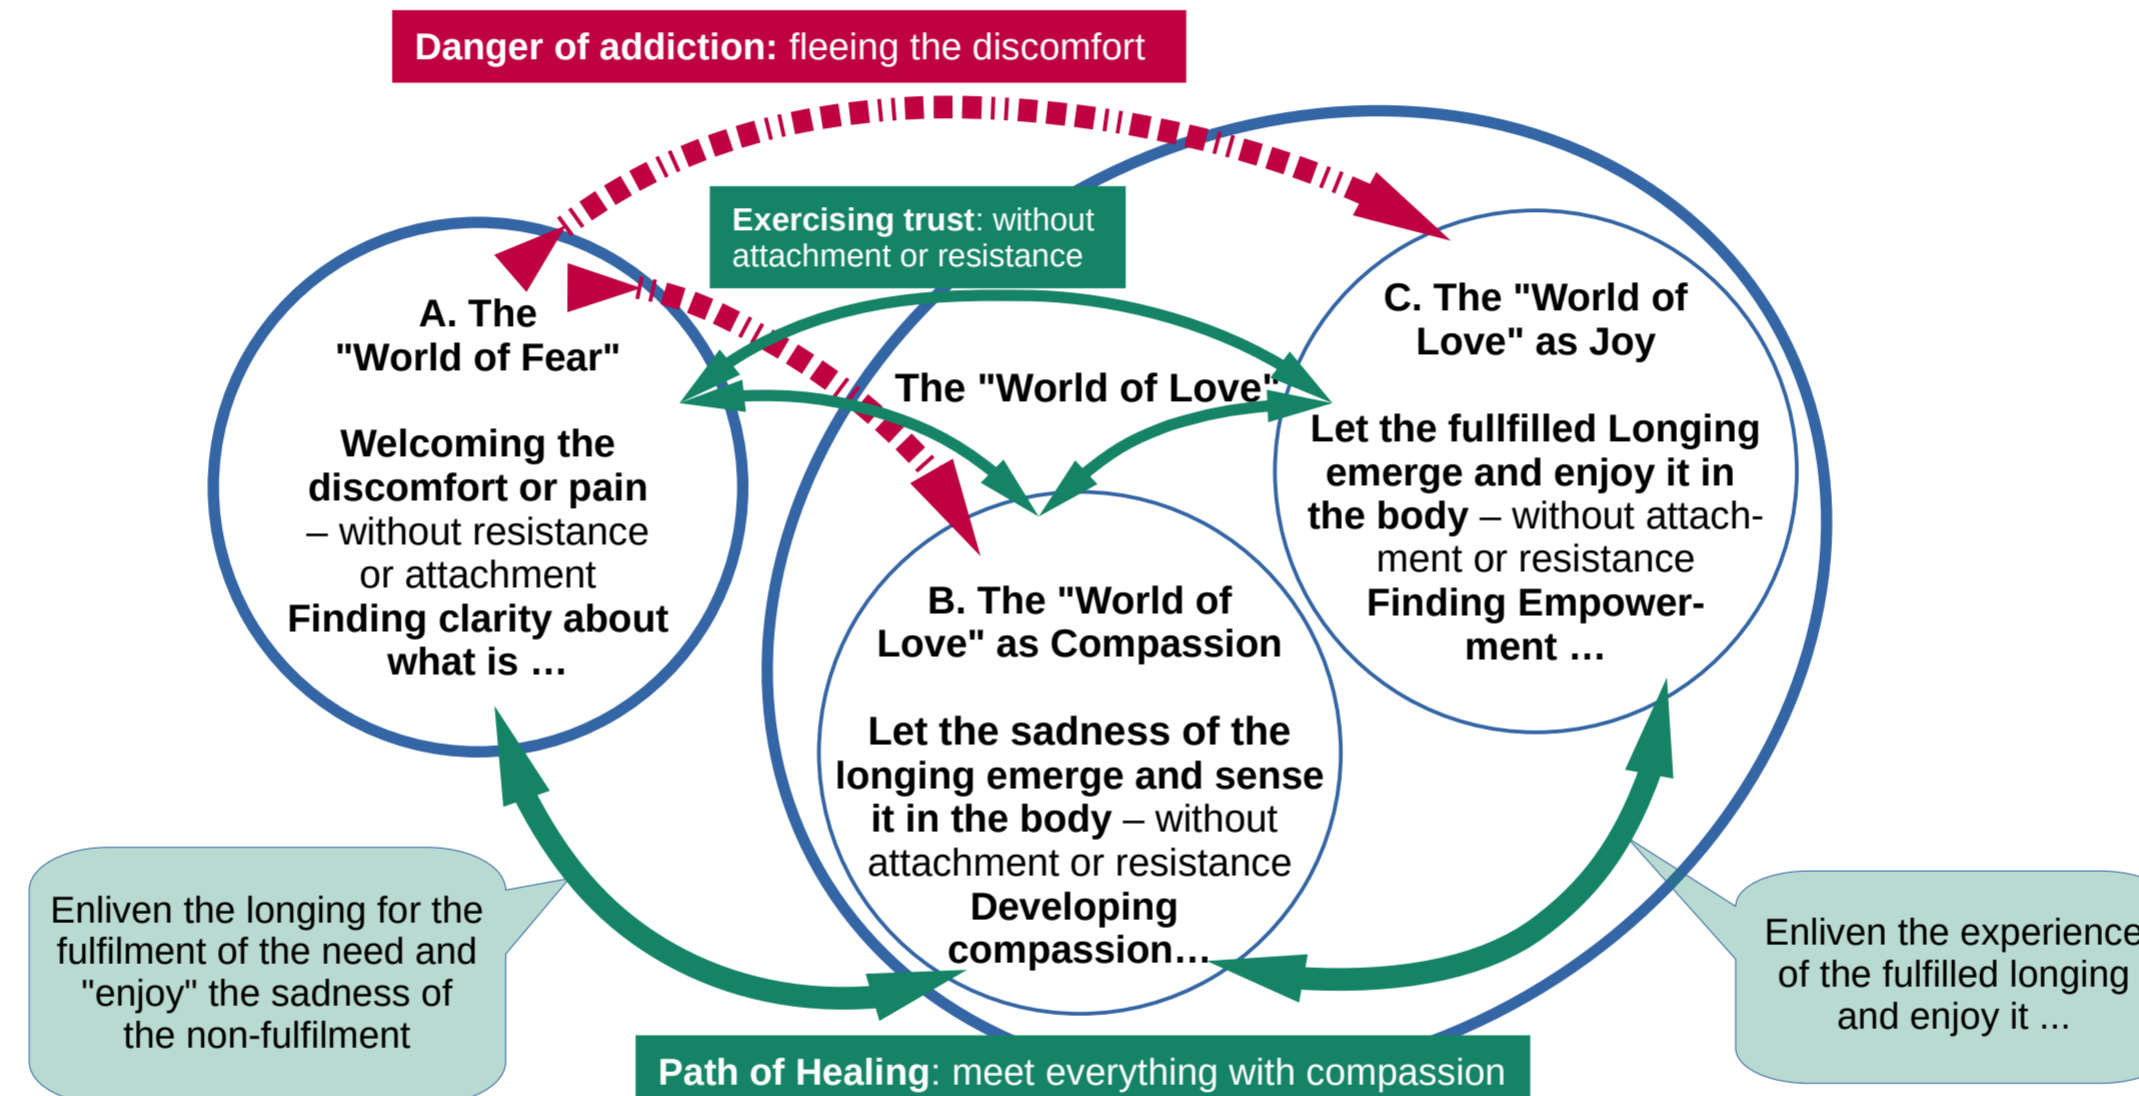 Danger of addiction: fleeing the discomfort
Exercising trust: without
attachment or resistance
A. The
"World of Fear"
Welcoming the
discomfort or pain
– without resistance
or attachment
Finding clarity about
what is …
The "World of Love"
C. The "World of
Love" as Joy
Let the fullfilled Longing
emerge and enjoy it in
the body – without attach-
ment or resistance
Finding Empower-
ment …
B. The "World of
Love" as Compassion
Let the sadness of the
longing emerge and sense
it in the body – without
attachment or resistance
Developing
compassion…
Enliven the longing for the
fulfilment of the need and
"enjoy" the sadness of
the non-fulfilment
Enliven the experience
of the fulfilled longing
and enjoy it ...
Path of Healing: meet everything with compassion